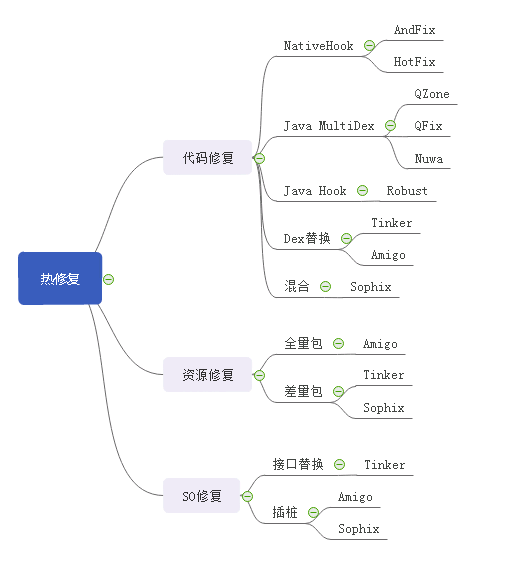 热修复
代码修复
NativeHook
AndFix
HotFix
Java MultiDex
QZone
QFix
Nuwa
Java Hook
Robust
Dex替换
Tinker
Amigo
混合
Sophix
资源修复
全量包
Amigo
差量包
Tinker
Sophix
SO修复
接口替换
Tinker
插桩
Amigo
Sophix